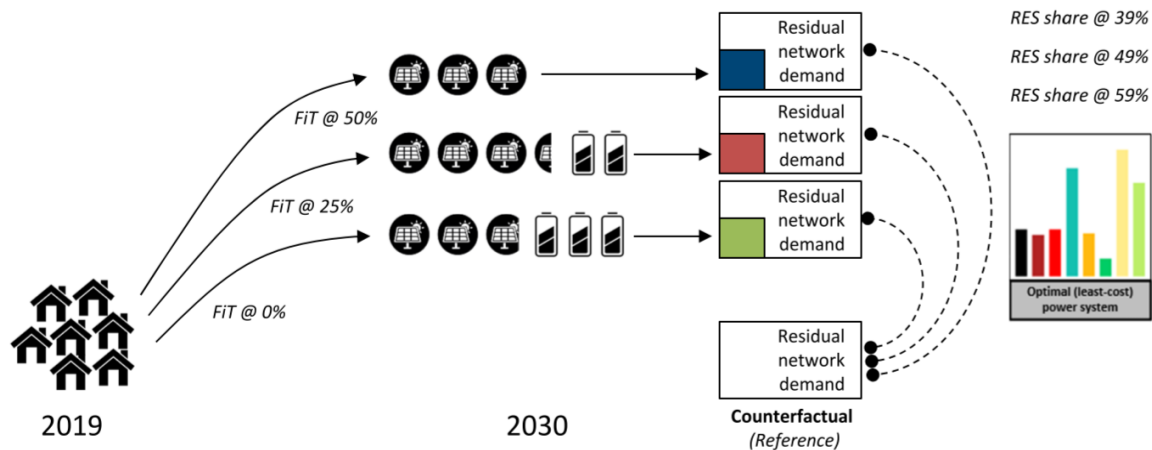 RES share @ 39%
RES share @ 49%
RES share @ 59%
FiT @ 50%
FiT @ 25%
FiT @ 0%
Residual
network
demand
Residual
network
demand
Residual
network
demand
Residual
network
demand
Optimal (least-cost)
power system
2019
2030
Counterfactual
(Reference)